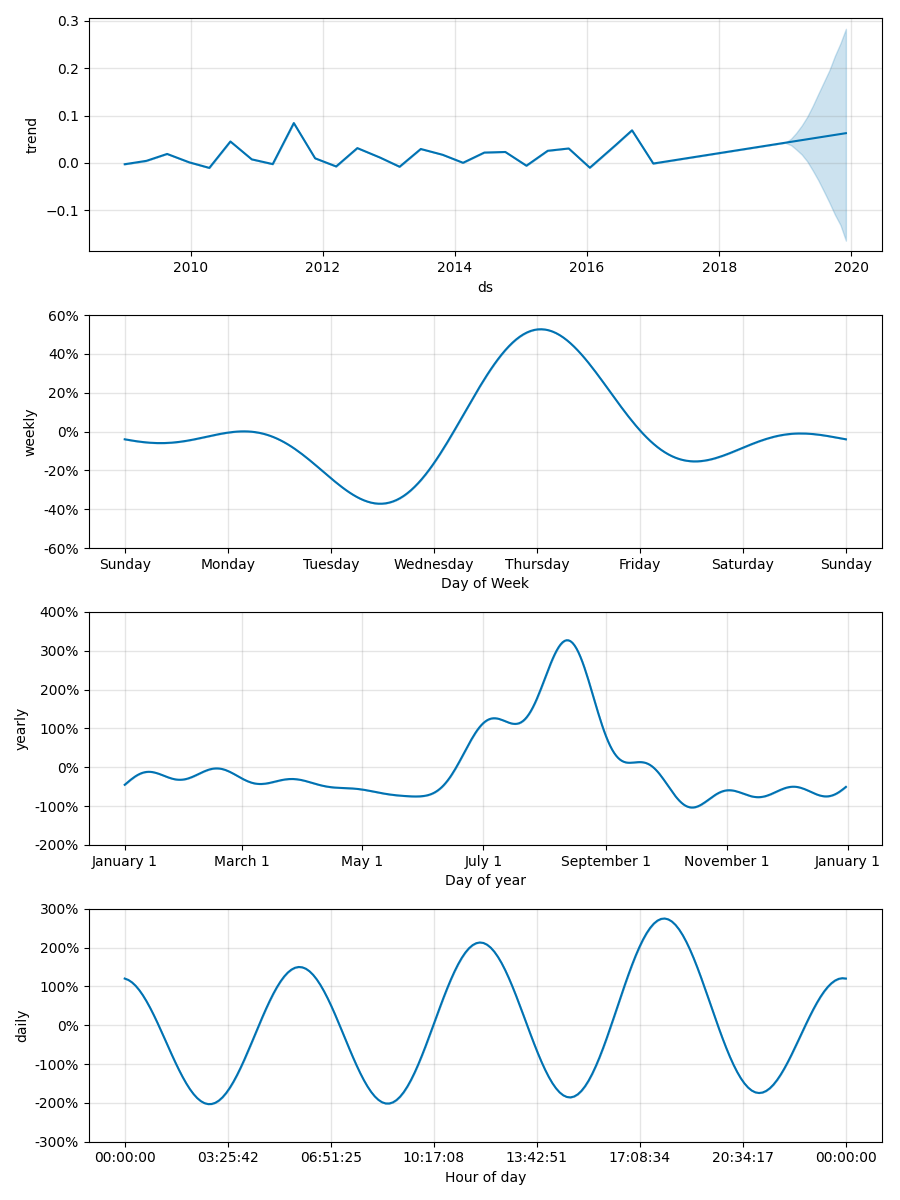 trend
0.3
0.2
0.1
0.0
−0.1
2010 2012 2014 2016 2018 2020
ds
weekly
60%
40%
20%
0%
-20%
-40%
-60%
Sunday Monday Tuesday Wednesday Thursday Friday Saturday Sunday
Day of Week
yearly
400%
300%
200%
100%
0%
-100%
-200%
January 1 March 1 May 1 July 1 September 1 November 1 January 1
Day of year
daily
300%
200%
100%
0%
-100%
-200%
-300%
00:00:00 03:25:42 06:51:25 10:17:08 13:42:51 17:08:34 20:34:17 00:00:00
Hour of day